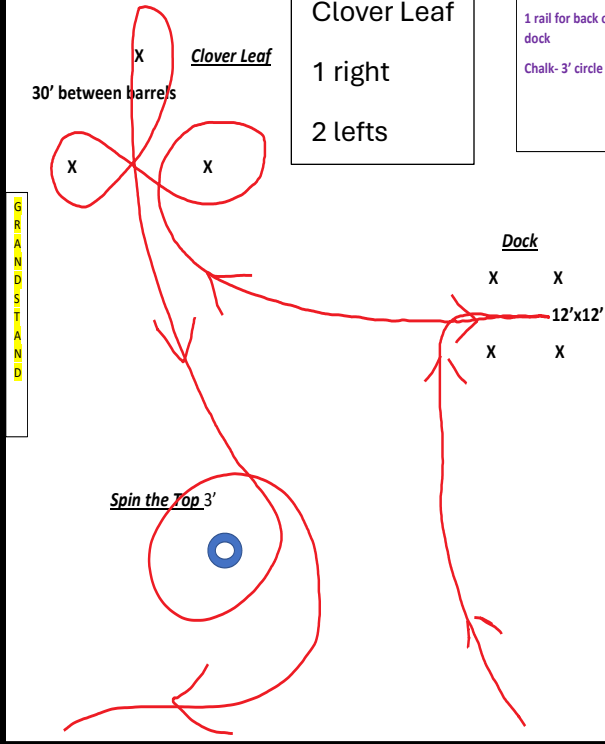 Clover Leaf
1 right
2 lefts
1 rail for back
dock
Chalk- 3' circle
X
Clover Leaf
30' between barrels
X
X
GRANDSTAND
Dock
X
X
12'x12'
X
X
Spin the Top 3'